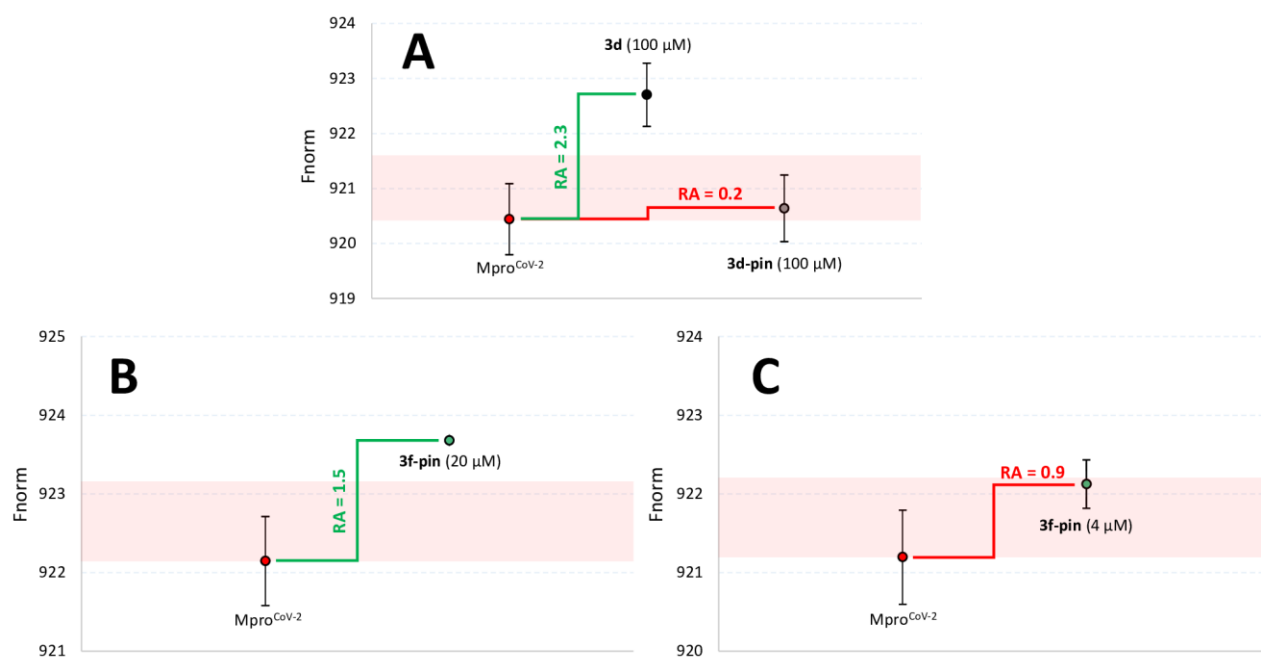 A
924
923
922
921
920
919
Fnorm
3d (100 μM)
RA = 2.3
RA = 0.2
Mpro^CoV-2
3d-pin (100 μM)
B
925
924
923
922
921
Fnorm
3f-pin (20 μM)
RA = 1.5
Mpro^CoV-2
C
924
923
922
921
920
Fnorm
RA = 0.9
3f-pin (4 μM)
Mpro^CoV-2